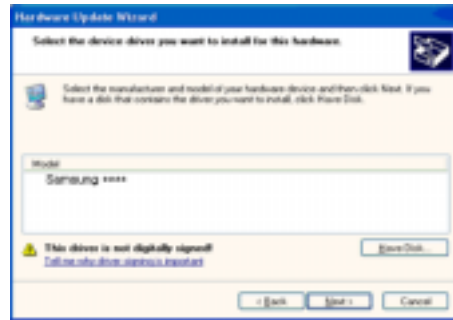 Hardware Update Wizard
Select the device driver you want to install for this hardware.
Select the manufacturer and model of your hardware device and then click Next. If you
have a disk that contains the driver you want to install, click Have Disk.
Model
Samsung ****
This driver is not digitally signed!
Tell me why driver signing is important
Have Disk...
< Back
Next >
Cancel